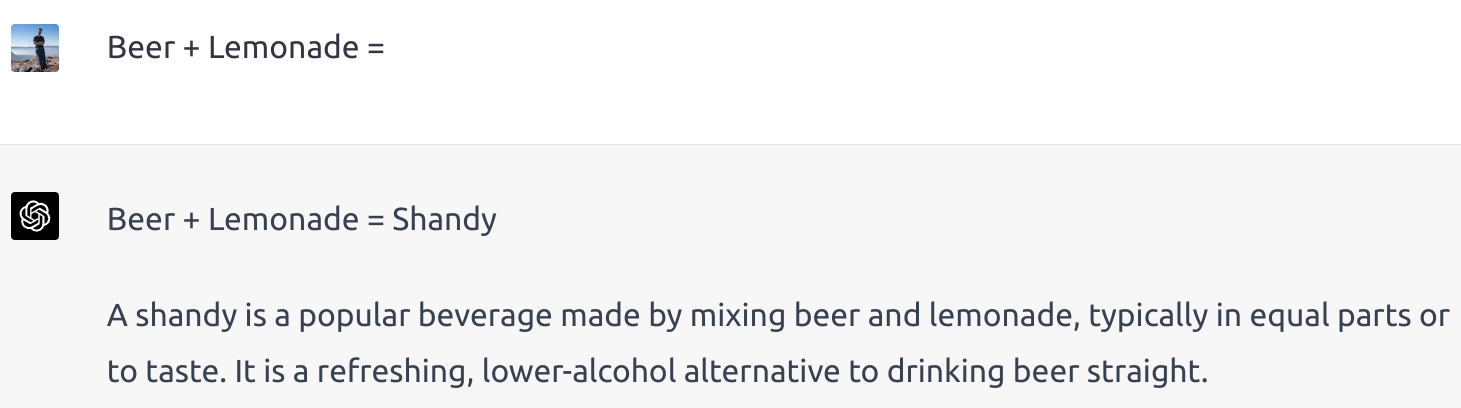 Beer + Lemonade =
Beer + Lemonade = Shandy
A shandy is a popular beverage made by mixing beer and lemonade, typically in equal parts or
to taste. It is a refreshing, lower-alcohol alternative to drinking beer straight.